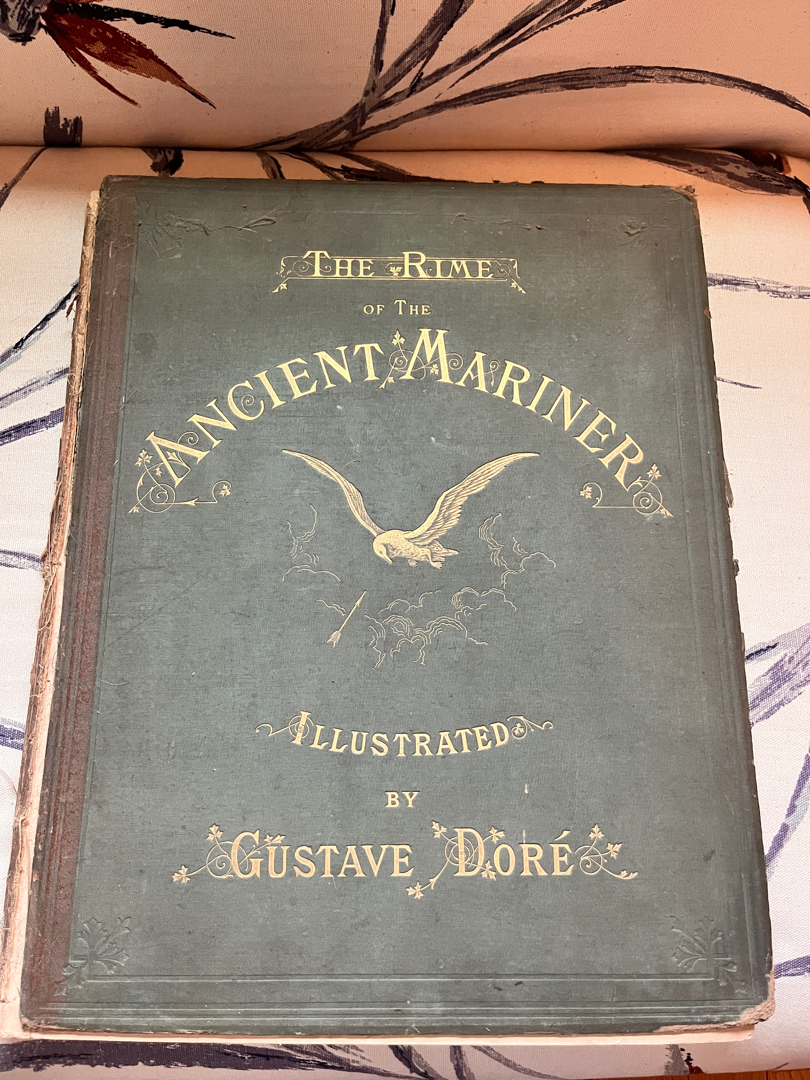 THE RIME
OF THE
ANCIENT MARINER
ILLUSTRATED
BY
GUSTAVE DORÉ